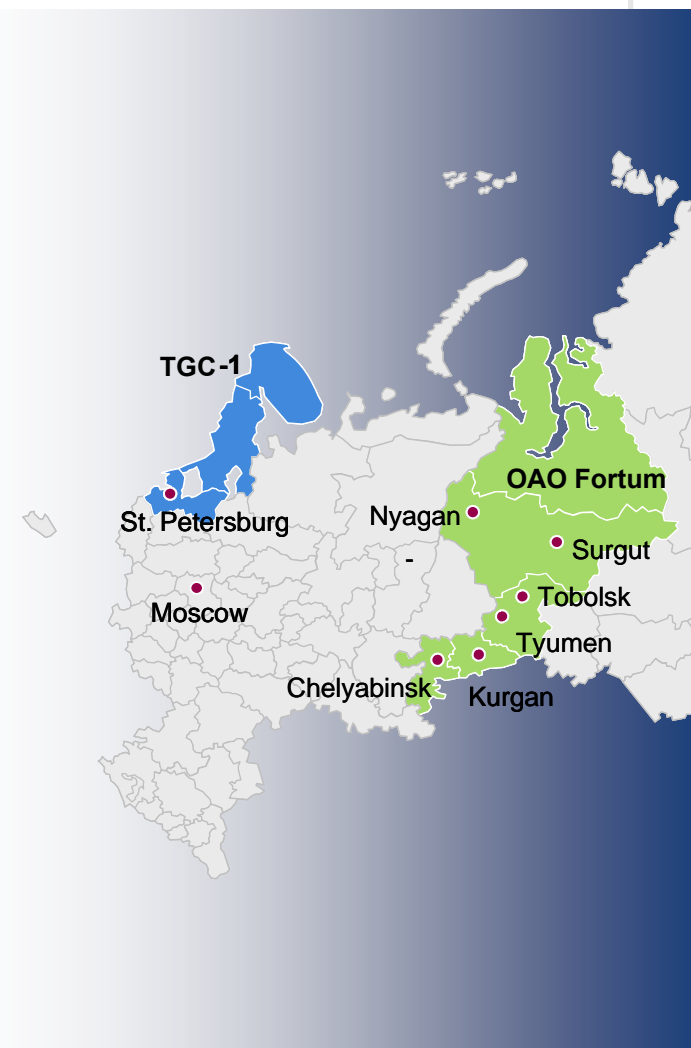 TGC-1
OAO Fortum
St. Petersburg
Nyagan
-
Surgut
Moscow
Tobolsk
Tyumen
Chelyabinsk
Kurgan